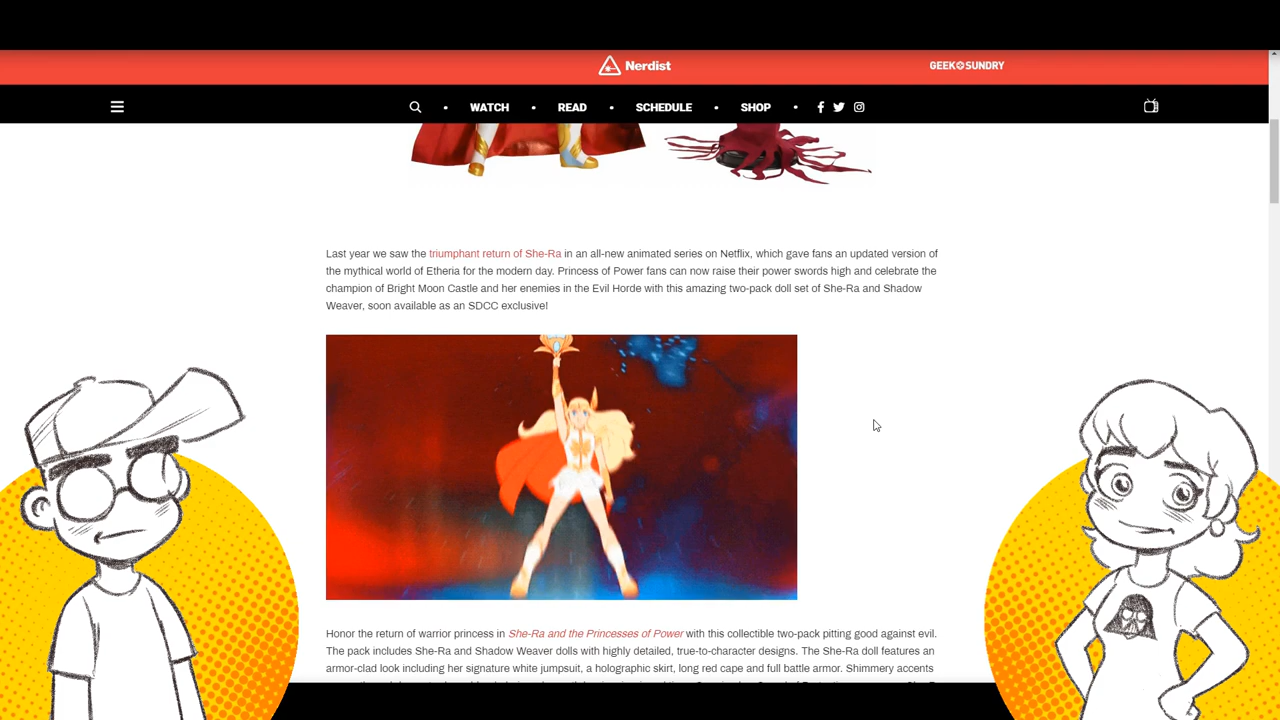 Nerdist
GEEK SUNDRY
WATCH • READ • SCHEDULE • SHOP
Last year we saw the triumphant return of She-Ra in an all-new animated series on Netflix, which gave fans an updated version of
the mythical world of Etheria for the modern day. Princess of Power fans can now raise their power swords high and celebrate the
champion of Bright Moon Castle and her enemies in the Evil Horde with this amazing two-pack doll set of She-Ra and Shadow
Weaver, soon available as an SDCC exclusive!
Honor the return of warrior princess in She-Ra and the Princesses of Power with this collectible two-pack pitting good against evil.
The pack includes She-Ra and Shadow Weaver dolls with highly detailed, true-to-character designs. The She-Ra doll features an
armor-clad look including her signature white jumpsuit, a holographic skirt, long red cape and full battle armor. Shimmery accents